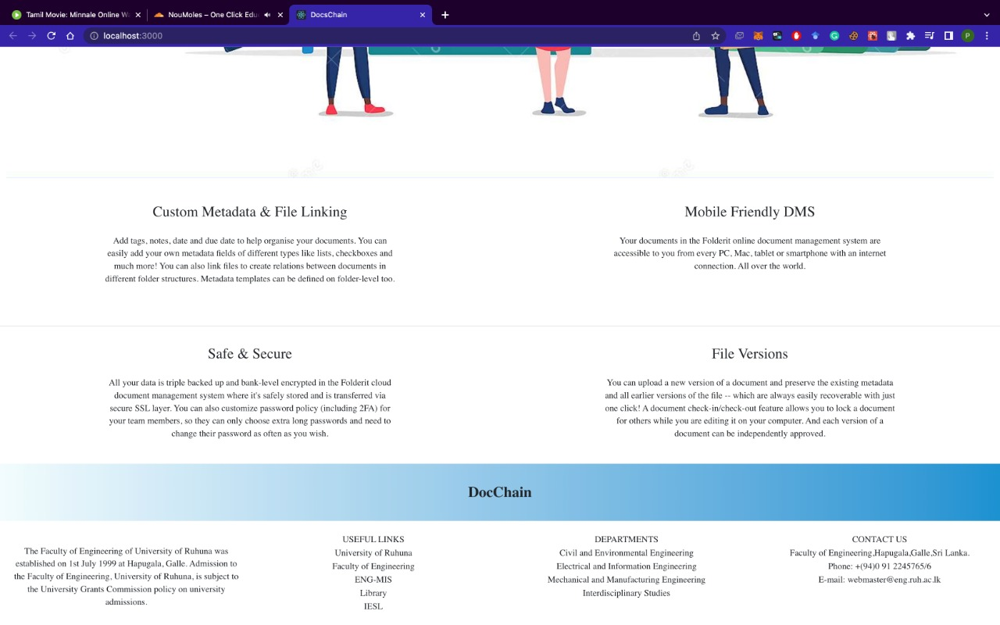 Tamil Movie: Minnale Online W
NouMoles – One Click Edu
DocsChain
localhost:3000
P
Custom Metadata & File Linking
Add tags, notes, date and due date to help organise your documents. You can
easily add your own metadata fields of different types like lists, checkboxes and
much more! You can also link files to create relations between documents in
different folder structures. Metadata templates can be defined on folder-level too.
Mobile Friendly DMS
Your documents in the Folderit online document management system are
accessible to you from every PC, Mac, tablet or smartphone with an internet
connection. All over the world.
Safe & Secure
All your data is triple backed up and bank-level encrypted in the Folderit cloud
document management system where it's safely stored and is transferred via
secure SSL layer. You can also customize password policy (including 2FA) for
your team members, so they can only choose extra long passwords and need to
change their password as often as you wish.
File Versions
You can upload a new version of a document and preserve the existing metadata
and all earlier versions of the file -- which are always easily recoverable with just
one click! A document check-in/check-out feature allows you to lock a document
for others while you are editing it on your computer. And each version of a
document can be independently approved.
DocChain
The Faculty of Engineering of University of Ruhuna was
established on 1st July 1999 at Hapugala, Galle. Admission to
the Faculty of Engineering, University of Ruhuna, is subject to
the University Grants Commission policy on university
admissions.
USEFUL LINKS
University of Ruhuna
Faculty of Engineering
ENG-MIS
Library
IESL
DEPARTMENTS
Civil and Environmental Engineering
Electrical and Information Engineering
Mechanical and Manufacturing Engineering
Interdisciplinary Studies
CONTACT US
Faculty of Engineering,Hapugala,Galle,Sri Lanka.
Phone: +(94)0 91 2245765/6
E-mail: webmaster@eng.ruh.ac.lk